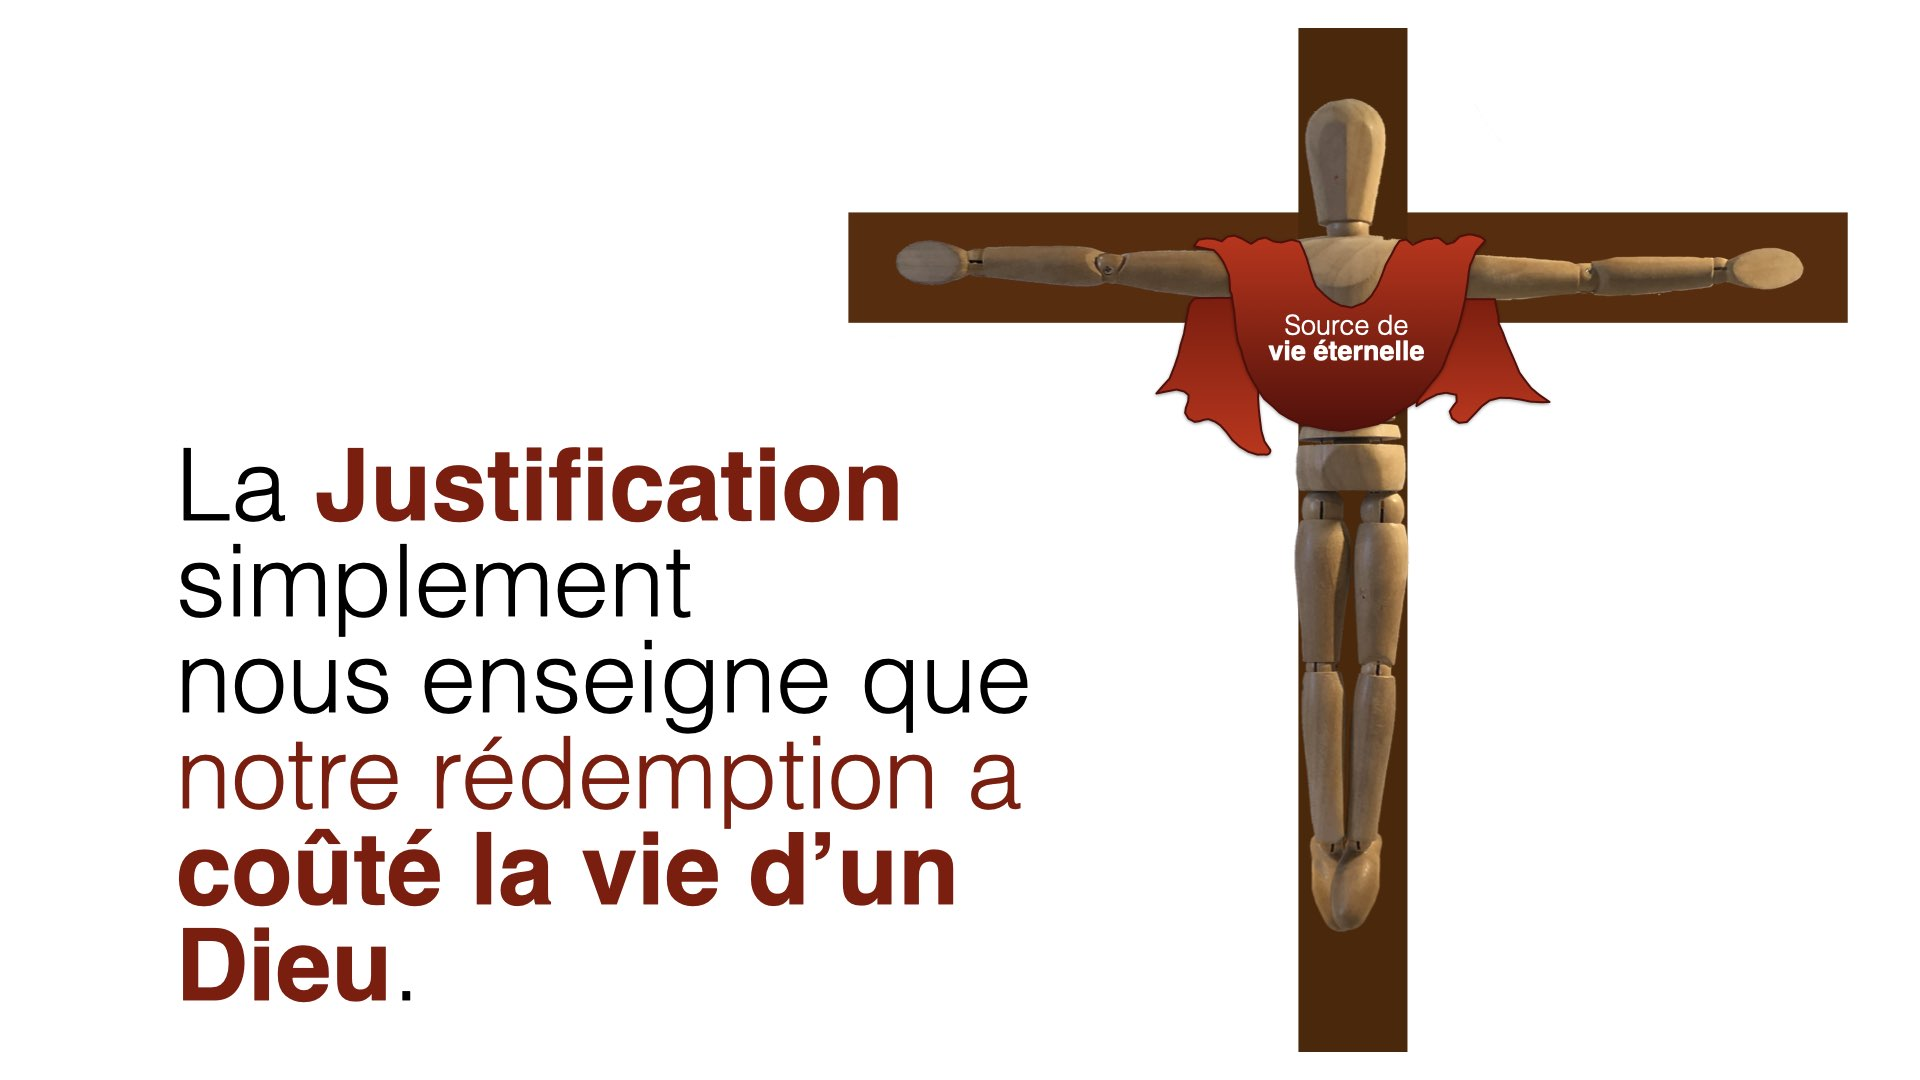 Source de
vie éternelle
La Justification
simplement
nous enseigne que
notre rédemption a
coûté la vie d’un
Dieu.